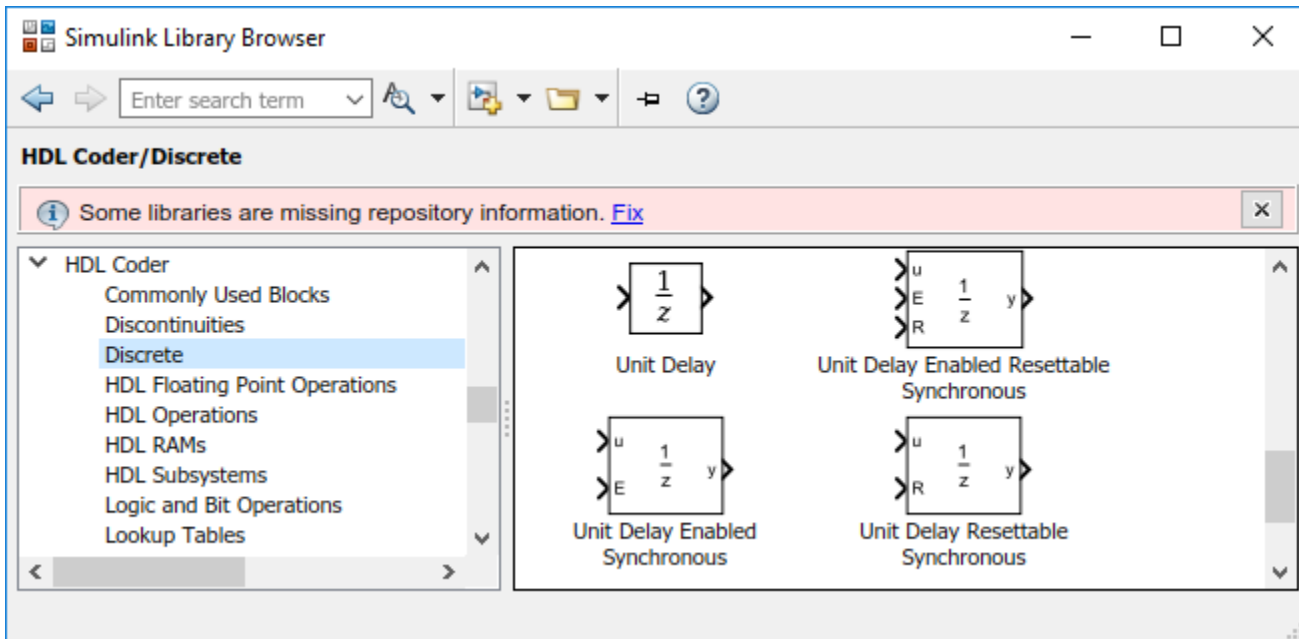 Simulink Library Browser
Enter search term
HDL Coder/Discrete
Some libraries are missing repository information. Fix
HDL Coder
Commonly Used Blocks
Discontinuities
Discrete
HDL Floating Point Operations
HDL Operations
HDL RAMs
HDL Subsystems
Logic and Bit Operations
Lookup Tables
1
z
Unit Delay
u
E
R
1
z
y
Unit Delay Enabled Resettable
Synchronous
u
E
1
z
y
Unit Delay Enabled
Synchronous
u
R
1
z
y
Unit Delay Resettable
Synchronous